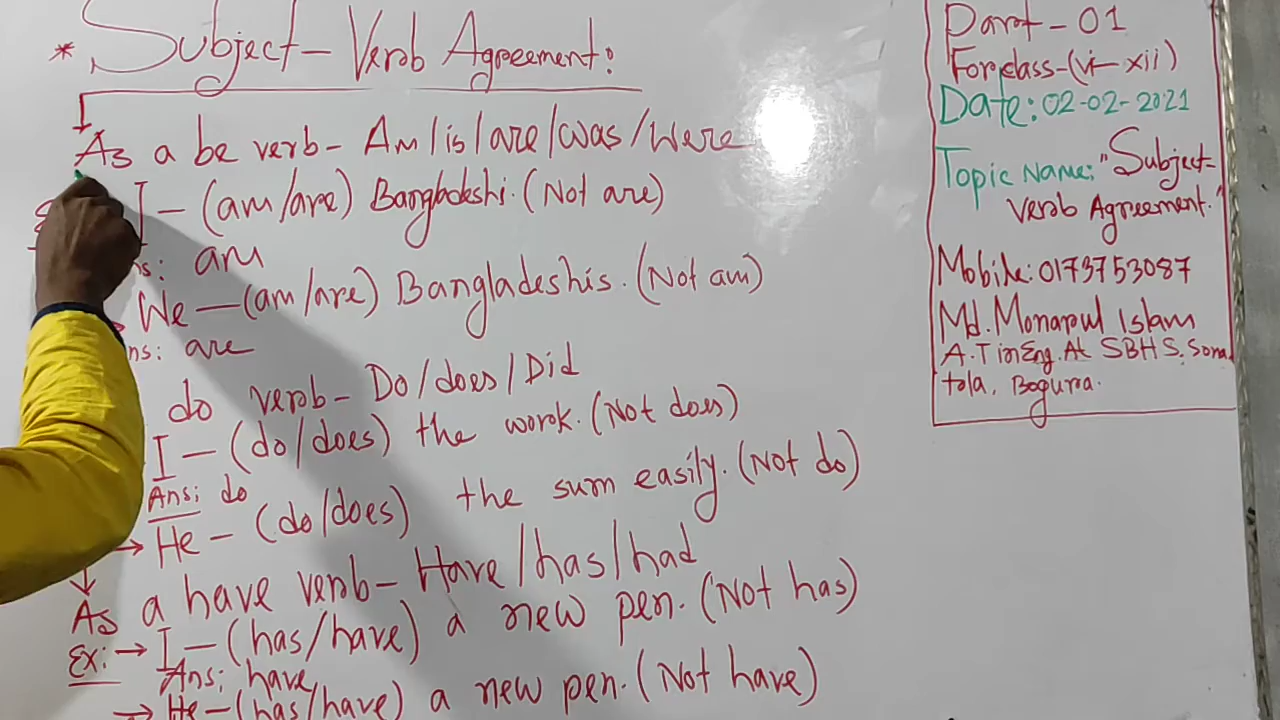 * Subject-Verb Agreement:
As a be verb- Am/is/are/was/Were
I - (am/are) Bangladeshi. (Not are)
am
We - (am/are) Bangladeshis. (Not am)
are
do verb- Do/does/Did
I - (do/does) the work. (Not does)
Ans: do
→ He - (do/does) the sum easily. (Not do)
As a have verb- Have/has/had
Ex: → I - (has/have) a new pen. (Not has)
Ans: have
→ He - (has/have) a new pen. (Not have)
Part-01
For class-(vi-xii)
Date: 02-02-2021
Topic Name: "Subject-
Verb Agreement."
Mobile: 0173753087
Md. Monarul Islam
A.T in Eng. At SBHS, Sona
tola, Bogura.